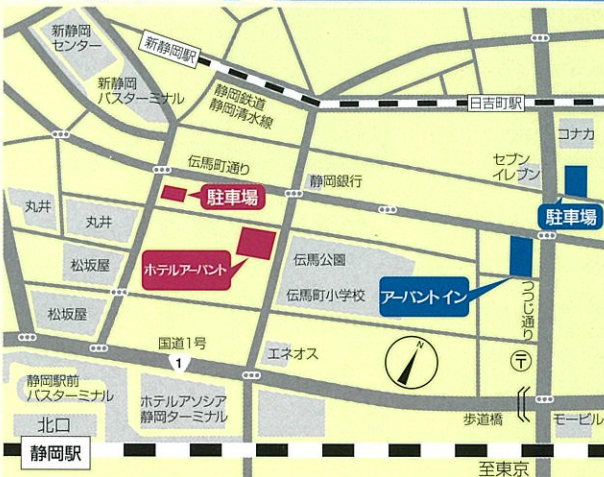 新静岡
センター
新静岡駅
新静岡
バスターミナル
静岡鉄道
静岡清水線
日吉町駅
コナカ
伝馬町通り
セブン
イレブン
静岡銀行
駐車場
駐車場
丸井
丸井
ホテルアーバント
伝馬公園
松坂屋
伝馬町小学校
アーバント イン
つつじ通り
松坂屋
国道1号
1
エネオス
N
〒
静岡駅前
バスターミナル
ホテルアソシア
静岡ターミナル
歩道橋
モービル
北口
静岡駅
至東京